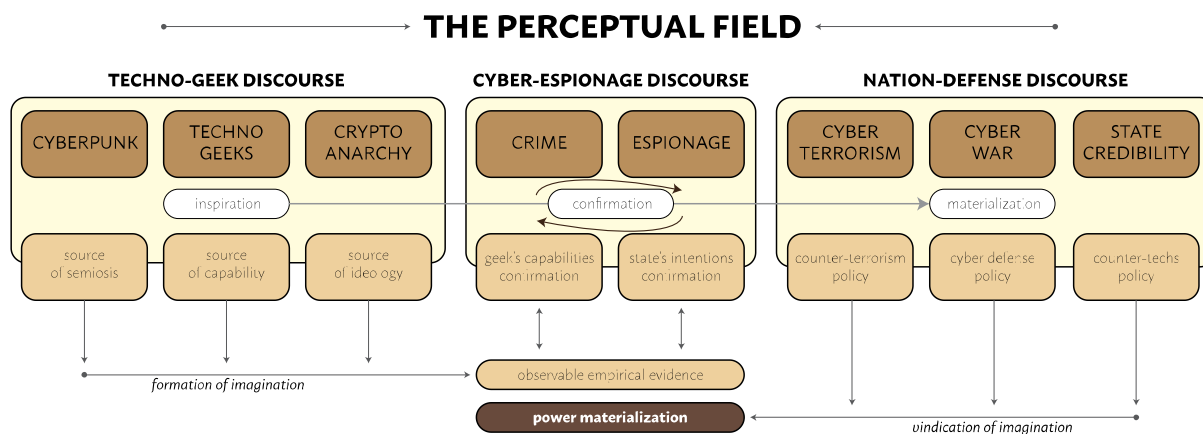 THE PERCEPTUAL FIELD
TECHNO-GEEK DISCOURSE
CYBER-ESPIONAGE DISCOURSE
NATION-DEFENSE DISCOURSE
CYBERPUNK
TECHNO
GEEKS
CRYPTO
ANARCHY
CRIME
ESPIONAGE
CYBER
TERRORISM
CYBER
WAR
STATE
CREDIBILITY
inspiration
confirmation
materialization
source
of semiosis
source
of capability
source
of ideology
geek's capabilities
confirmation
state's intentions
confirmation
counter-terrorism
policy
cyber defense
policy
counter-techs
policy
formation of imagination
observable empirical evidence
power materialization
vindication of imagination